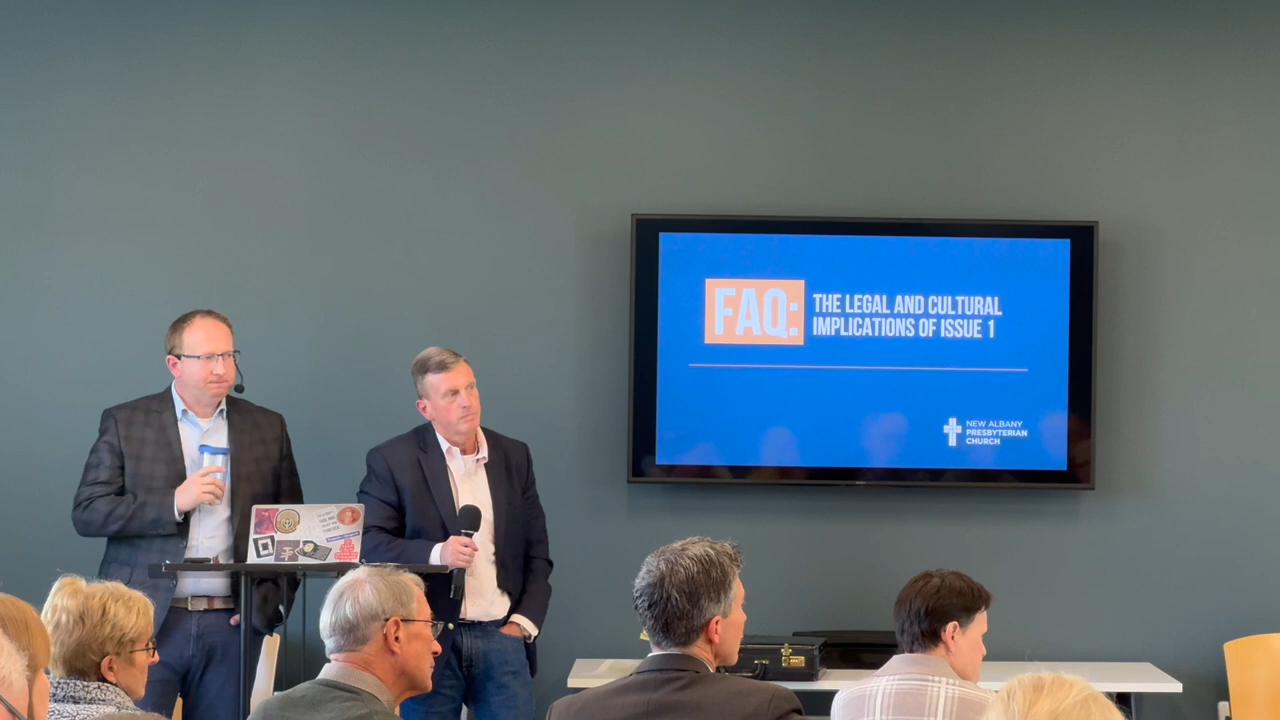 FAQ:
THE LEGAL AND CULTURAL
IMPLICATIONS OF ISSUE 1
NEW ALBANY
PRESBYTERIAN
CHURCH